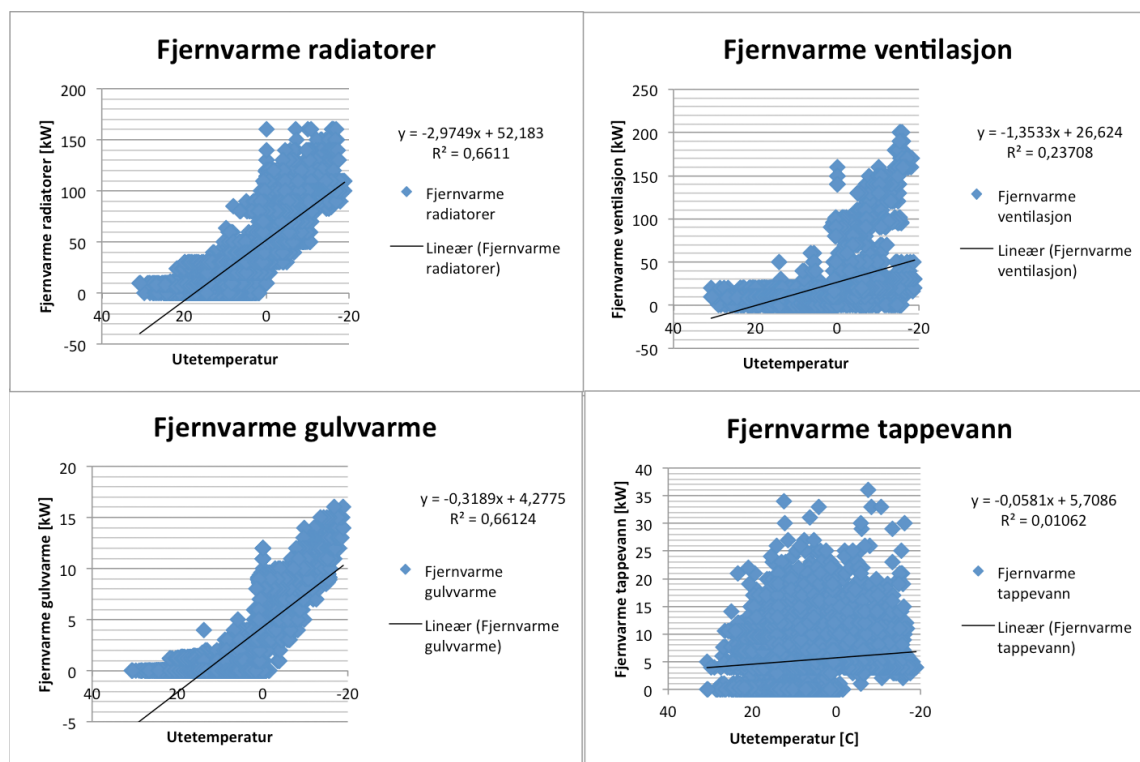 Fjernvarme radiatorer
Fjernvarme radiatorer [kW]
200
150
100
50
0
-50
40
20
0
-20
Utetemperatur
y = -2,9749x + 52,183
R² = 0,6611
Fjernvarme
radiatorer
Lineær (Fjernvarme
radiatorer)
Fjernvarme ventilasjon
Fjernvarme ventilasjon [kW]
250
200
150
100
50
0
-50
40
20
0
-20
Utetemperatur
y = -1,3533x + 26,624
R² = 0,23708
Fjernvarme
ventilasjon
Lineær (Fjernvarme
ventilasjon)
Fjernvarme gulvvarme
Fjernvarme gulvvarme [kW]
20
15
10
5
0
-5
40
20
0
-20
Utetemperatur
y = -0,3189x + 4,2775
R² = 0,66124
Fjernvarme
gulvvarme
Lineær (Fjernvarme
gulvvarme)
Fjernvarme tappevann
Fjernvarme tappevann [kW]
40
35
30
25
20
15
10
5
0
40
20
0
-20
Utetemperatur [C]
y = -0,0581x + 5,7086
R² = 0,01062
Fjernvarme
tappevann
Lineær (Fjernvarme
tappevann)